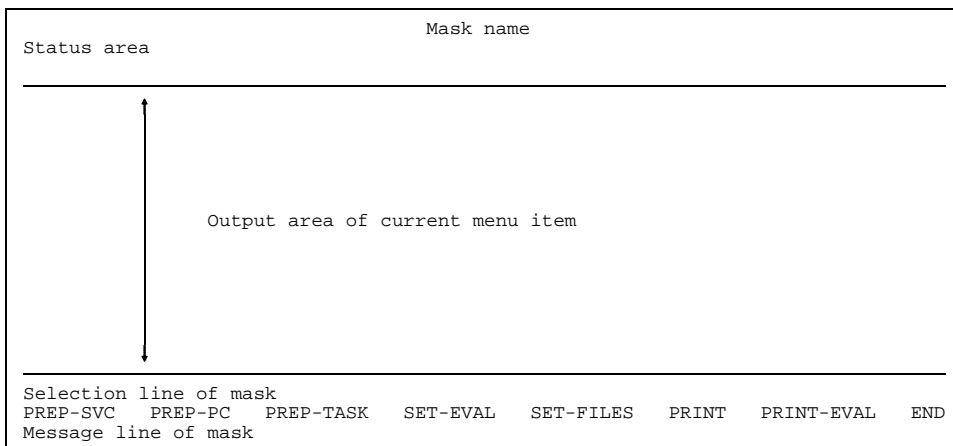 Mask name
Status area
Output area of current menu item
Selection line of mask
PREP-SVC PREP-PC PREP-TASK SET-EVAL SET-FILES PRINT PRINT-EVAL END
Message line of mask